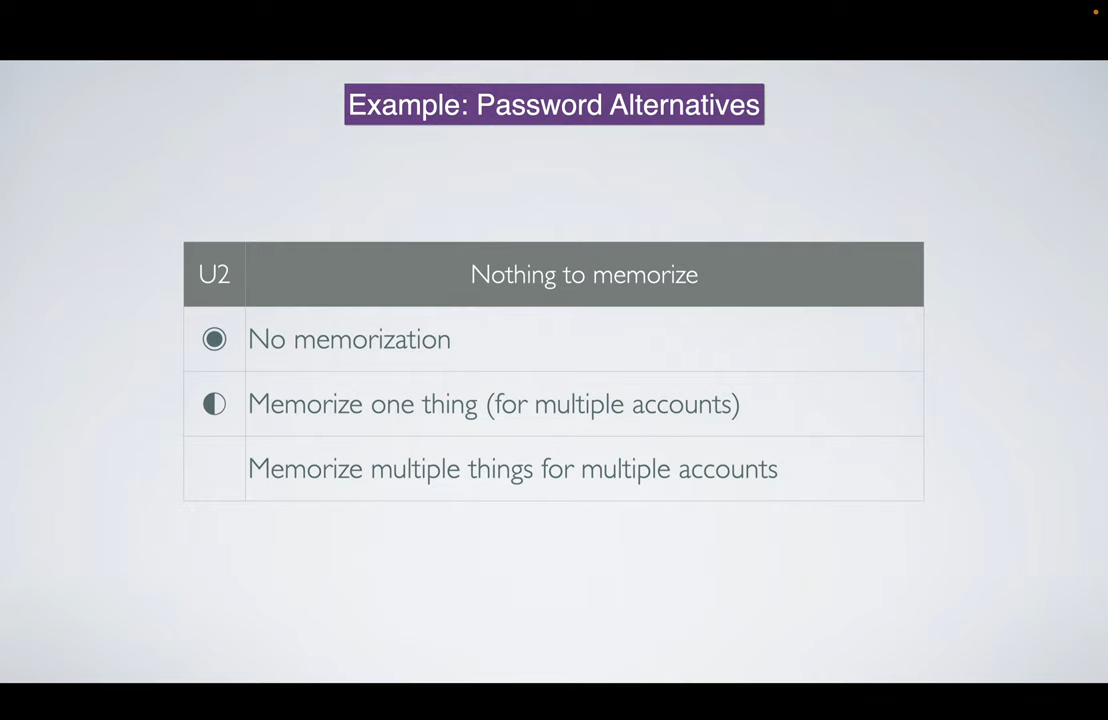 Example: Password Alternatives
U2 Nothing to memorize
No memorization
Memorize one thing (for multiple accounts)
Memorize multiple things for multiple accounts